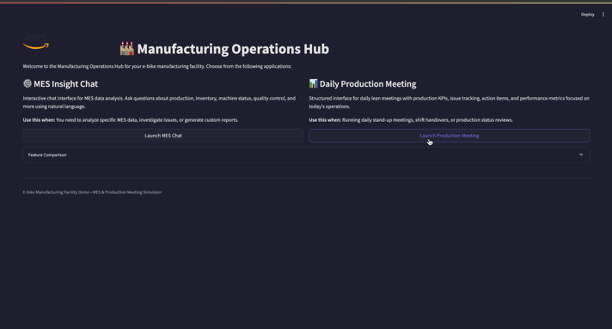 Deploy
aws
Manufacturing Operations Hub
Welcome to the Manufacturing Operations Hub for your e-bike manufacturing facility. Choose from the following applications:
MES Insight Chat
Interactive chat interface for MES data analysis. Ask questions about production, inventory, machine status, quality control, and
more using natural language.
Use this when: You need to analyze specific MES data, investigate issues, or generate custom reports.
Launch MES Chat
Daily Production Meeting
Structured interface for daily lean meetings with production KPIs, issue tracking, action items, and performance metrics focused on
today's operations.
Use this when: Running daily stand-up meetings, shift handovers, or production status reviews.
Launch Production Meeting
Feature Comparison
E-bike Manufacturing Facility Demo • MES & Production Meeting Simulator